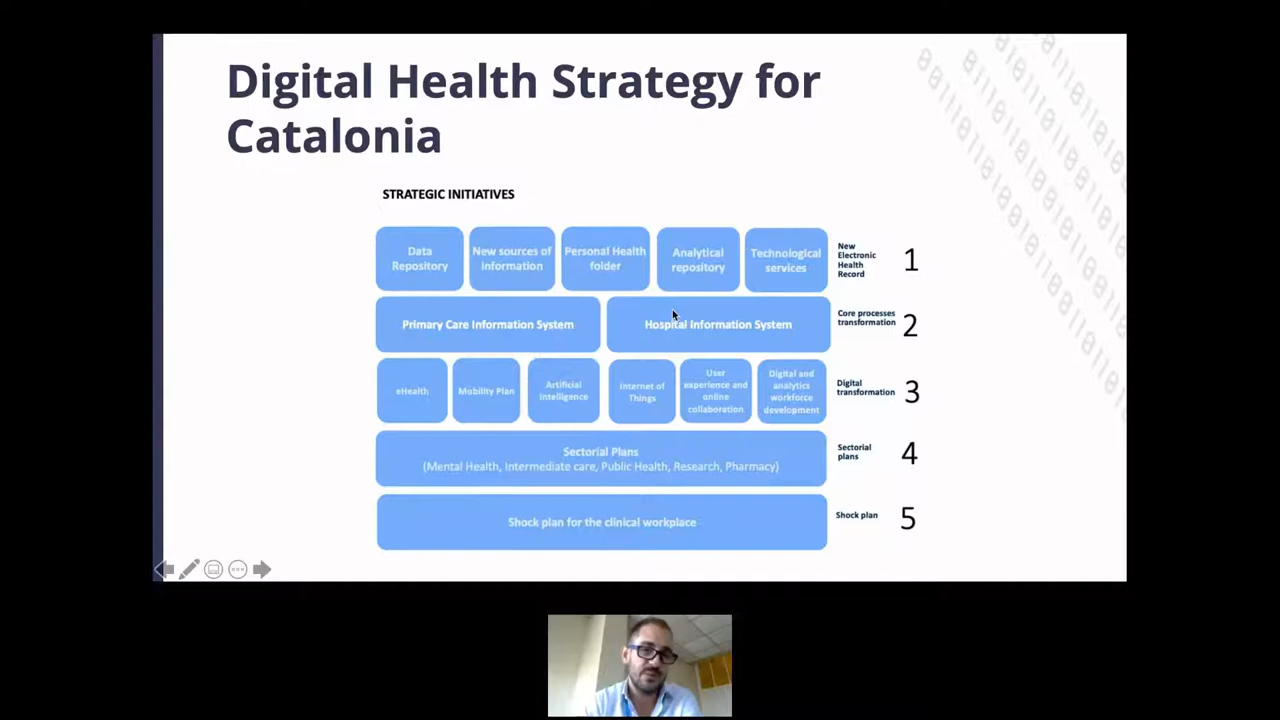 Digital Health Strategy for
Catalonia
STRATEGIC INITIATIVES
Data
Repository
New sources of
information
Personal Health
folder
Analytical
repository
Technological
services
New
Electronic
Health
Record
1
Primary Care Information System
Hospital Information System
Core processes
transformation
2
eHealth
Mobility Plan
Artificial
Intelligence
Internet of
Things
User
experience and
online
collaboration
Digital and
analytics
workforce
development
Digital
transformation
3
Sectorial Plans
(Mental Health, Intermediate care, Public Health, Research, Pharmacy)
Sectorial
plans
4
Shock plan for the clinical workplace
Shock plan
5